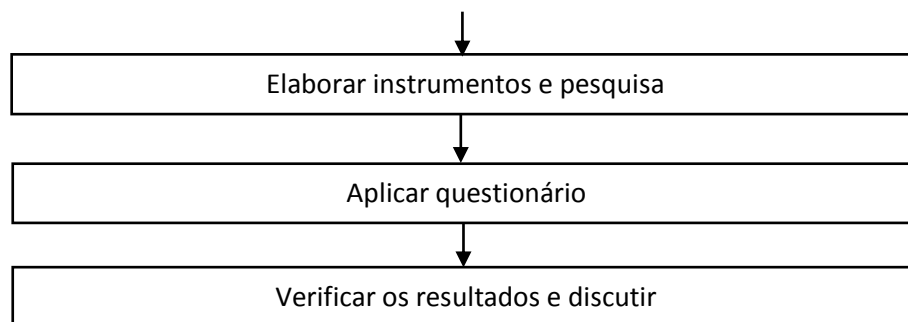 Elaborar instrumentos e pesquisa
Aplicar questionário
Verificar os resultados e discutir